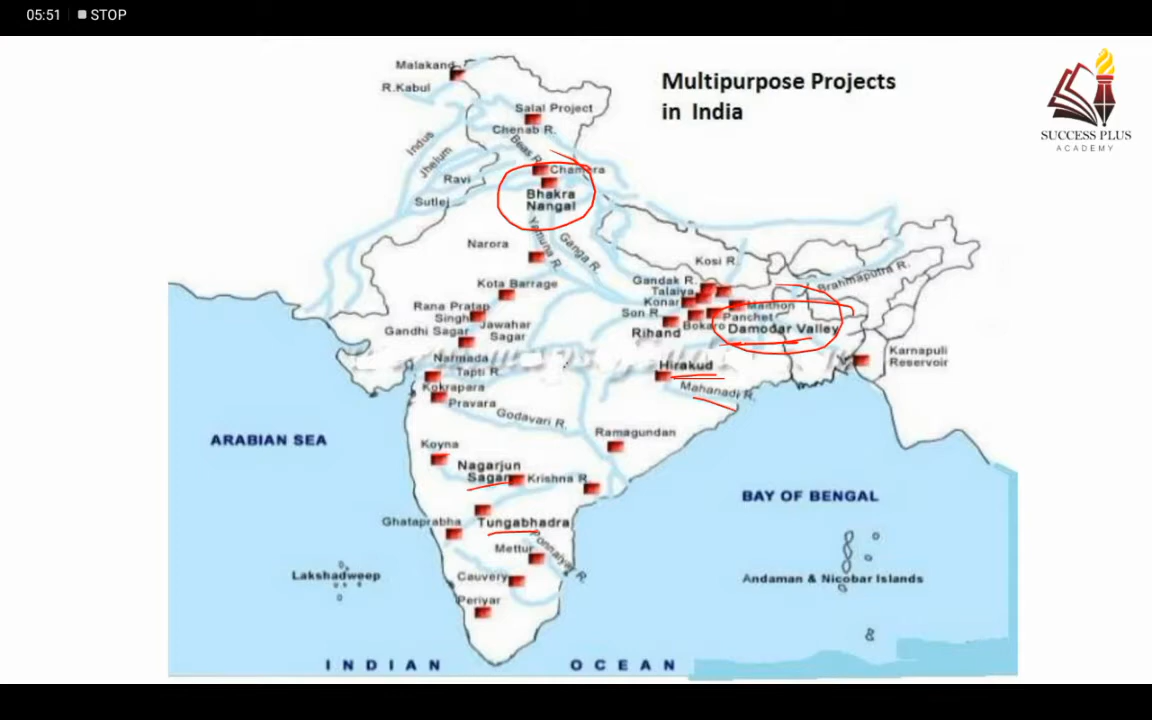 05:51 STOP
Multipurpose Projects
in India
SUCCESS PLUS
ACADEMY
Malakand
R.Kabul
Salal Project
Chenab R.
Indus
Jhelum
Beas R.
Chamera
Ravi
Bhakra
Nangal
Sutlej
Narora
Yamuna R.
Ganga R.
Kosi R.
Gandak R.
Brahmaputra R.
Kota Barrage
Talaiya
Konar
Maithon
Rana Pratap
Singh
Son R.
Panchet
Jawahar
Sagar
Gandhi Sagar
Rihand
Bokaro
Damodar Valley
Karnapuli
Reservoir
Narmada
Tapti R.
Hirakud
Kokrapara
Mahanadi R.
Pravara
Godavari R.
ARABIAN SEA
Ramagundan
Koyna
Nagarjun
Sagar
Krishna R.
BAY OF BENGAL
Ghataprabha
Tungabhadra
Mettur
Ponnaiyar R.
Lakshadweep
Cauvery
Andaman & Nicobar Islands
Periyar
INDIAN OCEAN